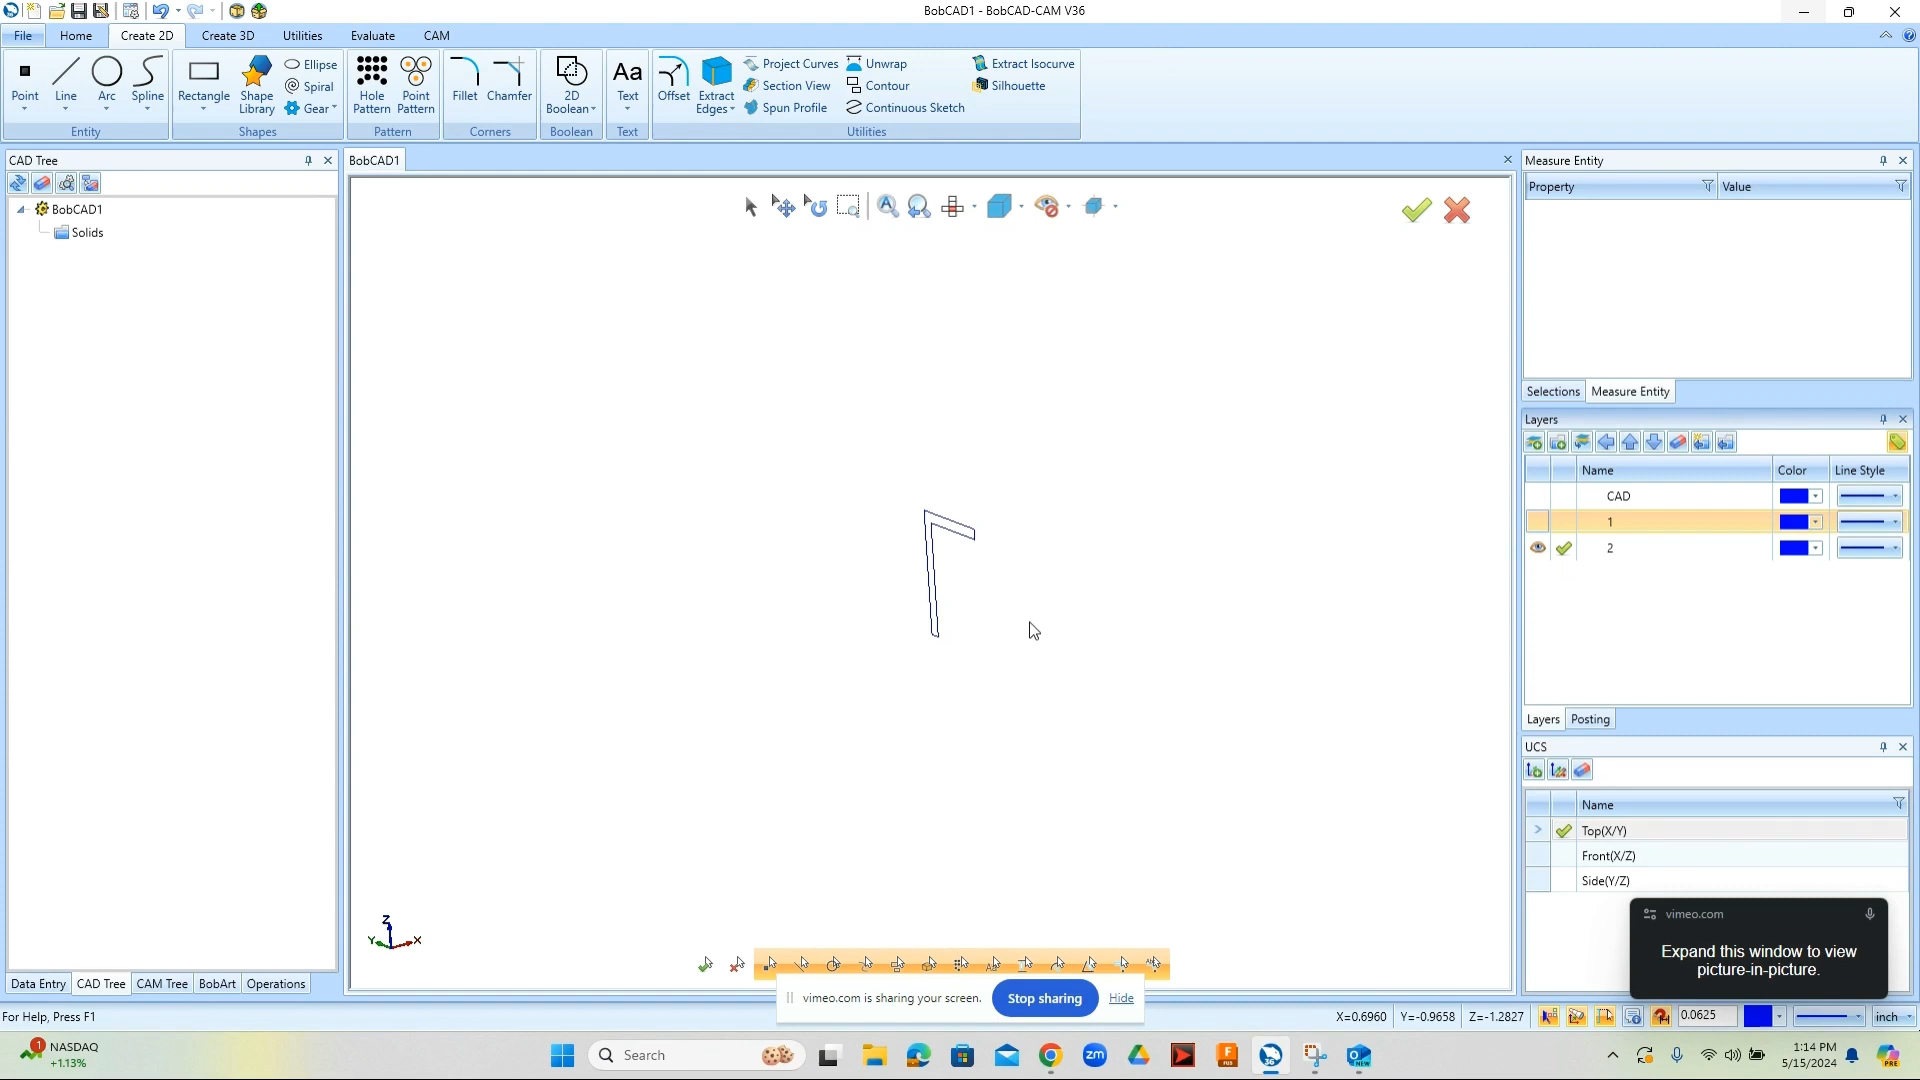 BobCAD1 - BobCAD-CAM V36
File Home Create 2D Create 3D Utilities Evaluate CAM
Point Line Arc Spline
Entity
Rectangle Shape Library Ellipse Spiral Gear
Shapes
Hole Pattern Point Pattern
Pattern
Fillet Chamfer
Corners
2D Boolean
Boolean
Aa
Text
Text
Offset Extract Edges Project Curves Section View Spun Profile Unwrap Contour Continuous Sketch Extract Isocurve Silhouette
Utilities
CAD Tree
BobCAD1
Solids
Data Entry CAD Tree CAM Tree BobArt Operations
BobCAD1
Z
Y X
Measure Entity
Property Value
Selections Measure Entity
Layers
Name Color Line Style
CAD
1
2
Layers Posting
UCS
Name
Top(X/Y)
Front(X/Z)
Side(Y/Z)
vimeo.com
Expand this window to view
picture-in-picture.
vimeo.com is sharing your screen. Stop sharing Hide
For Help, Press F1
X=0.6960 Y=-0.9658 Z=-1.2827 0.0625 inch
1 NASDAQ
+1.13%
Search
zm
1:14 PM
5/15/2024